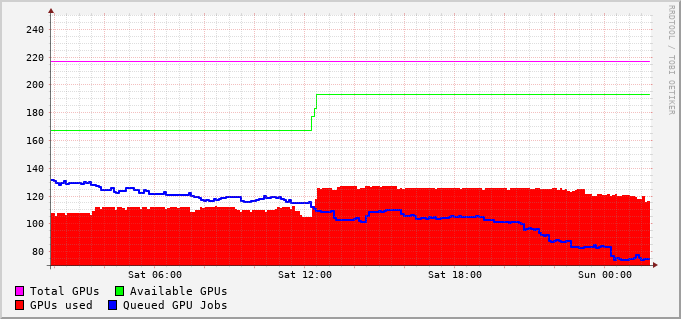 RRDTOOL / TOBI OETIKER
240
220
200
180
160
140
120
100
80
Sat 06:00 Sat 12:00 Sat 18:00 Sun 00:00
Total GPUs Available GPUs
GPUs used Queued GPU Jobs